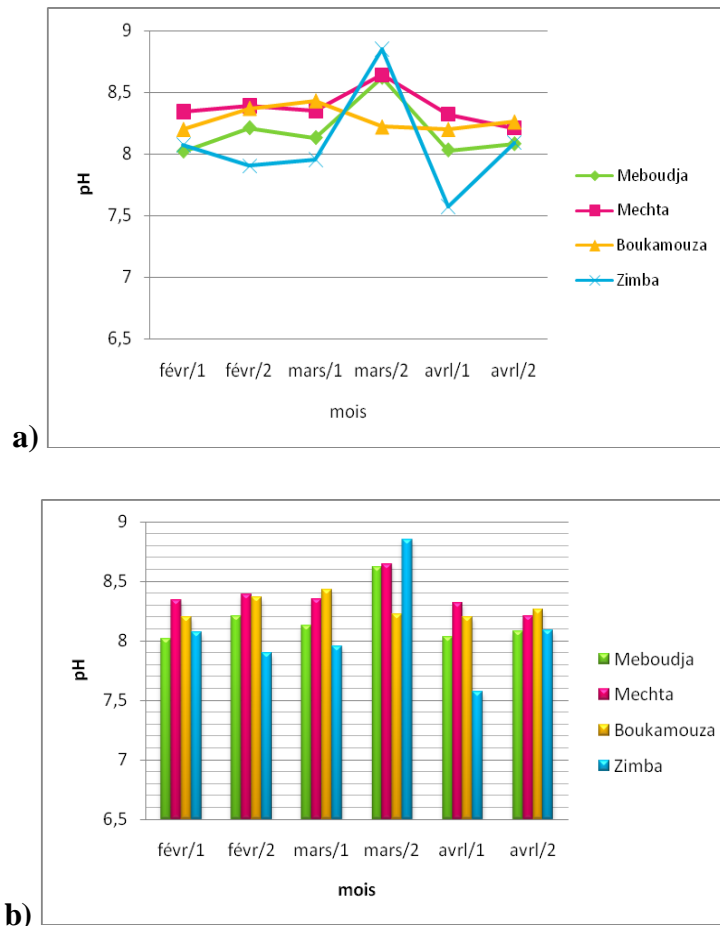 9
8,5
8
7,5
7
6,5
pH
févr/1 févr/2 mars/1 mars/2 avrl/1 avrl/2
mois
Meboudja
Mechta
Boukamouza
Zimba
a)
9
8,5
8
7,5
7
6,5
pH
févr/1 févr/2 mars/1 mars/2 avrl/1 avrl/2
mois
Meboudja
Mechta
Boukamouza
Zimba
b)